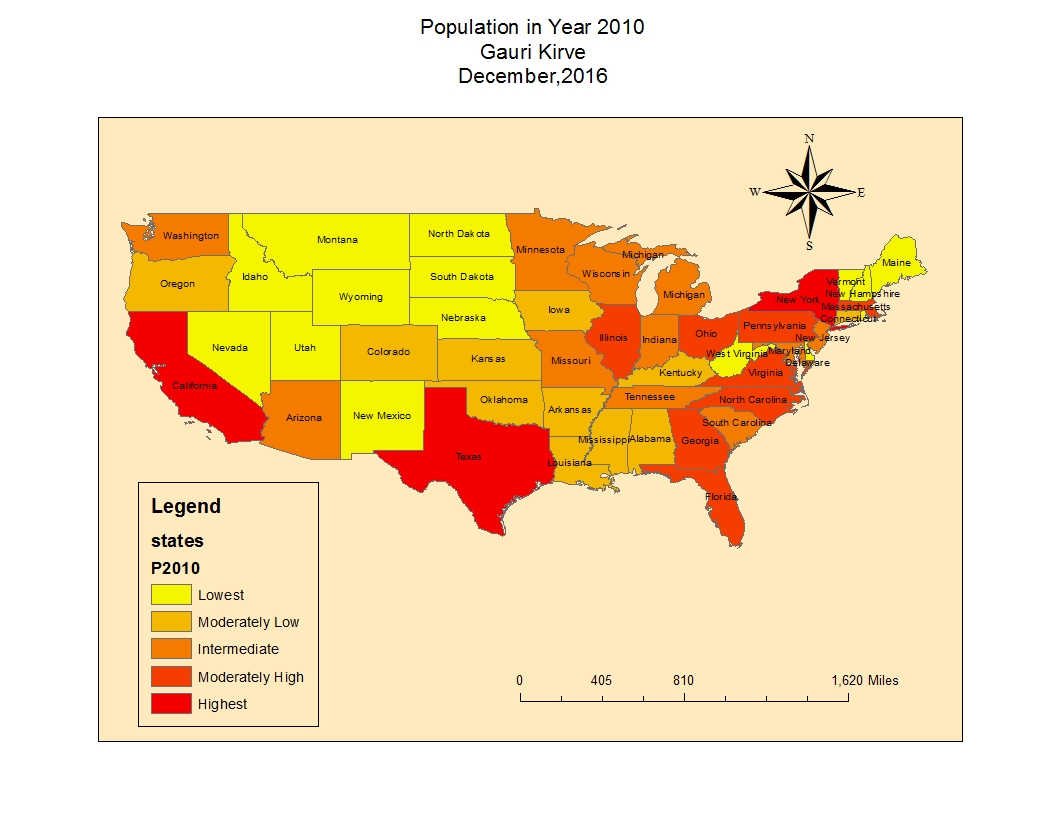 Population in Year 2010
Gauri Kirve
December,2016
N
W
E
S
Washington
Montana
North Dakota
Minnesota
Michigan
Maine
Oregon
Idaho
South Dakota
Wisconsin
Vermont
Wyoming
Michigan
New York
New Hampshire
Massachusetts
Nebraska
Iowa
Connecticut
Nevada
Utah
Illinois
Indiana
Ohio
Pennsylvania
New Jersey
Colorado
Kansas
Missouri
West Virginia
Maryland
Delaware
California
Kentucky
Virginia
Oklahoma
Tennessee
North Carolina
Arizona
New Mexico
Arkansas
South Carolina
Mississippi
Alabama
Georgia
Texas
Louisiana
Florida
Legend
states
P2010
Lowest
Moderately Low
Intermediate
Moderately High
Highest
0 405 810 1,620 Miles